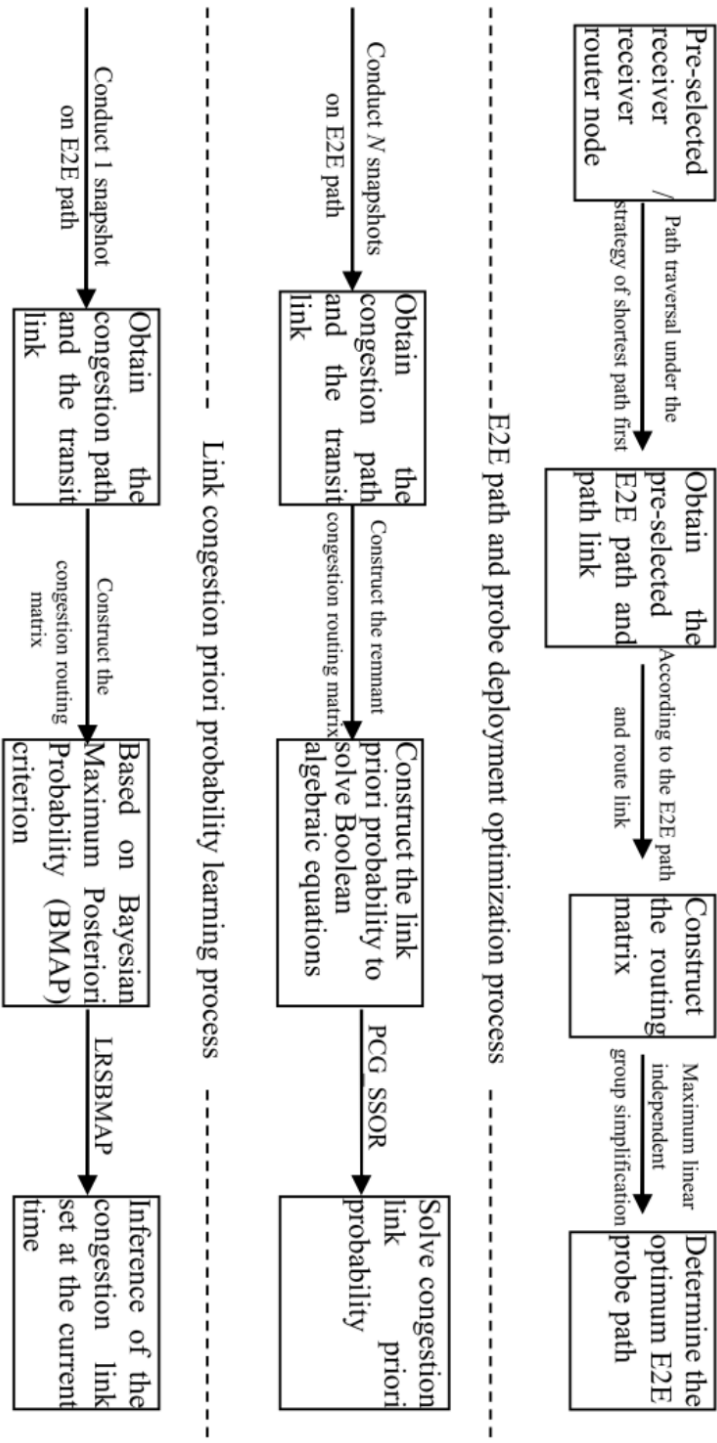 Pre-selected
receiver /
receiver
router node
Path traversal under the
strategy of shortest path first
Obtain the
pre-selected
E2E path and
path link
According to the E2E path
and route link
Construct
the routing
matrix
Maximum linear
independent
group simplification
Determine the
optimum E2E
probe path
E2E path and probe deployment optimization process
Conduct N snapshots
on E2E path
Obtain the
congestion path
and the transit
link
Construct the remnant
congestion routing matrix
Construct the link
priori probability to
solve Boolean
algebraic equations
PCG_SSOR
Solve congestion
link priori
probability
Link congestion priori probability learning process
Conduct 1 snapshot
on E2E path
Obtain the
congestion path
and the transit
link
Construct the
congestion routing
matrix
Based on Bayesian
Maximum Posteriori
Probability (BMAP)
criterion
LRSBMAP
Inference of the
congestion link
set at the current
time